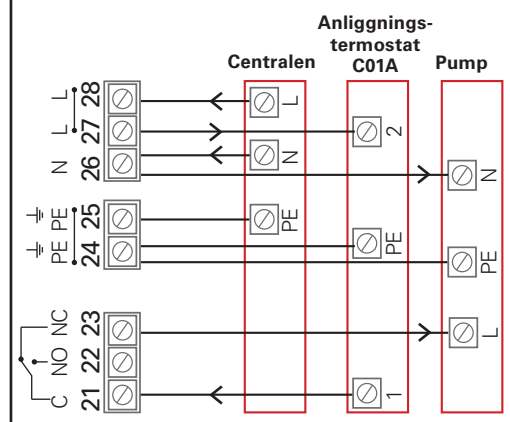 Anliggnings-
termostat
C01A
Centralen
Pump
L 28 L
L 27 2
N 26 N
N
PE 25 PE
PE 24 PE
PE
NC 23 L
NO 22
C 21 1